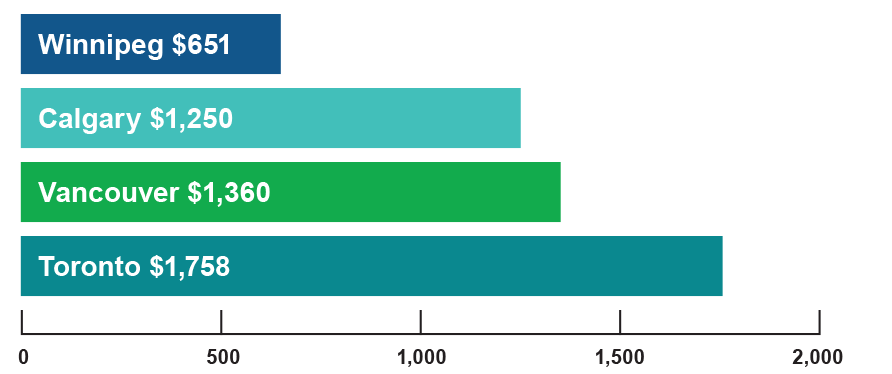 Winnipeg $651
Calgary $1,250
Vancouver $1,360
Toronto $1,758
0 500 1,000 1,500 2,000